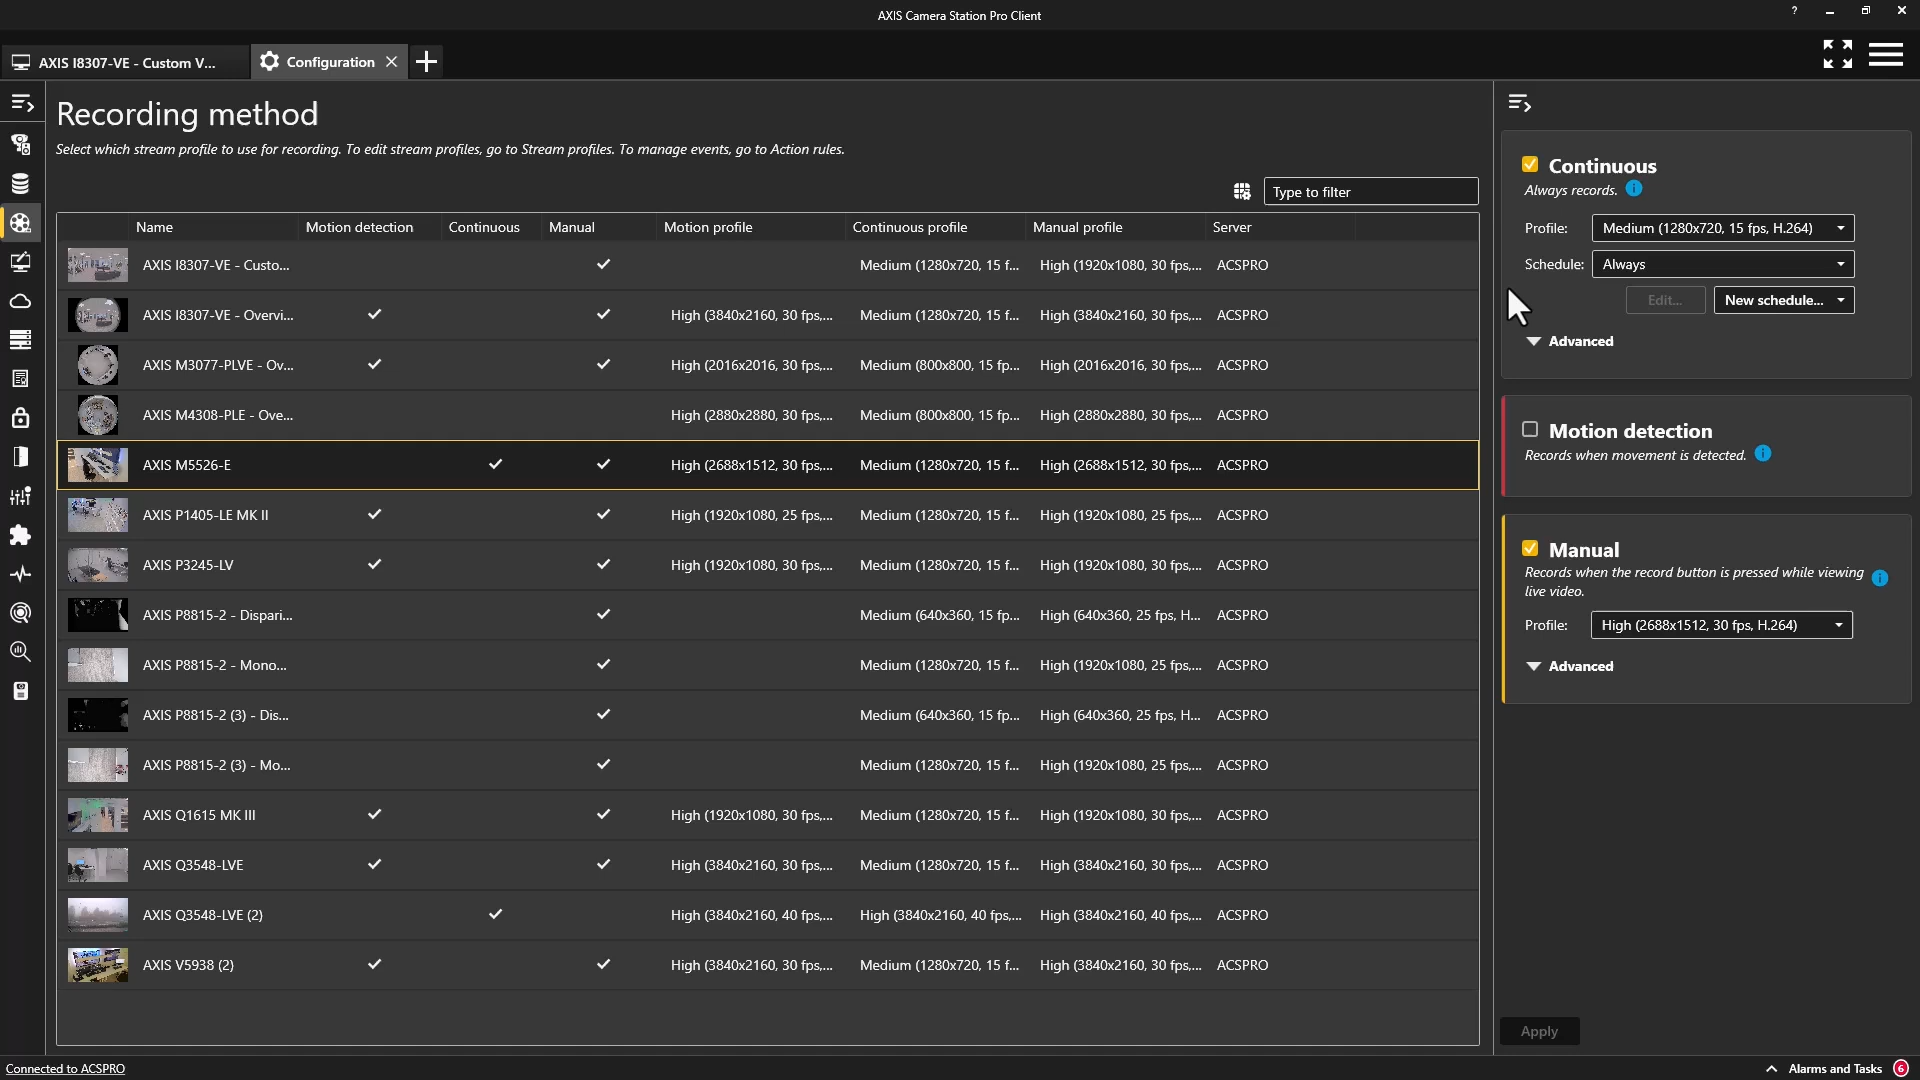 AXIS Camera Station Pro Client
?
AXIS I8307-VE - Custom V...
Configuration
Recording method
Select which stream profile to use for recording. To edit stream profiles, go to Stream profiles. To manage events, go to Action rules.
Type to filter
Name Motion detection Continuous Manual Motion profile Continuous profile Manual profile Server
AXIS I8307-VE - Custo... Medium (1280x720, 15 f... High (1920x1080, 30 fps,... ACSPRO
AXIS I8307-VE - Overvi... High (3840x2160, 30 fps,... Medium (1280x720, 15 f... High (3840x2160, 30 fps,... ACSPRO
AXIS M3077-PLVE - Ov... High (2016x2016, 30 fps,... Medium (800x800, 15 fp... High (2016x2016, 30 fps,... ACSPRO
AXIS M4308-PLE - Ove... High (2880x2880, 30 fps,... Medium (800x800, 15 fp... High (2880x2880, 30 fps,... ACSPRO
AXIS M5526-E High (2688x1512, 30 fps,... Medium (1280x720, 15 f... High (2688x1512, 30 fps,... ACSPRO
AXIS P1405-LE MK II High (1920x1080, 25 fps,... Medium (1280x720, 15 f... High (1920x1080, 25 fps,... ACSPRO
AXIS P3245-LV High (1920x1080, 30 fps,... Medium (1280x720, 15 f... High (1920x1080, 30 fps,... ACSPRO
AXIS P8815-2 - Dispari... Medium (640x360, 15 fp... High (640x360, 25 fps, H... ACSPRO
AXIS P8815-2 - Mono... Medium (1280x720, 15 f... High (1920x1080, 25 fps,... ACSPRO
AXIS P8815-2 (3) - Dis... Medium (640x360, 15 fp... High (640x360, 25 fps, H... ACSPRO
AXIS P8815-2 (3) - Mo... Medium (1280x720, 15 f... High (1920x1080, 25 fps,... ACSPRO
AXIS Q1615 MK III High (1920x1080, 30 fps,... Medium (1280x720, 15 f... High (1920x1080, 30 fps,... ACSPRO
AXIS Q3548-LVE High (3840x2160, 30 fps,... Medium (1280x720, 15 f... High (3840x2160, 30 fps,... ACSPRO
AXIS Q3548-LVE (2) High (3840x2160, 40 fps,... High (3840x2160, 40 fps,... High (3840x2160, 40 fps,... ACSPRO
AXIS V5938 (2) High (3840x2160, 30 fps,... Medium (1280x720, 15 f... High (3840x2160, 30 fps,... ACSPRO
Continuous
Always records.
Profile: Medium (1280x720, 15 fps, H.264)
Schedule: Always
Edit... New schedule...
Advanced
Motion detection
Records when movement is detected.
Manual
Records when the record button is pressed while viewing
live video.
Profile: High (2688x1512, 30 fps, H.264)
Advanced
Apply
Connected to ACSPRO
Alarms and Tasks 6